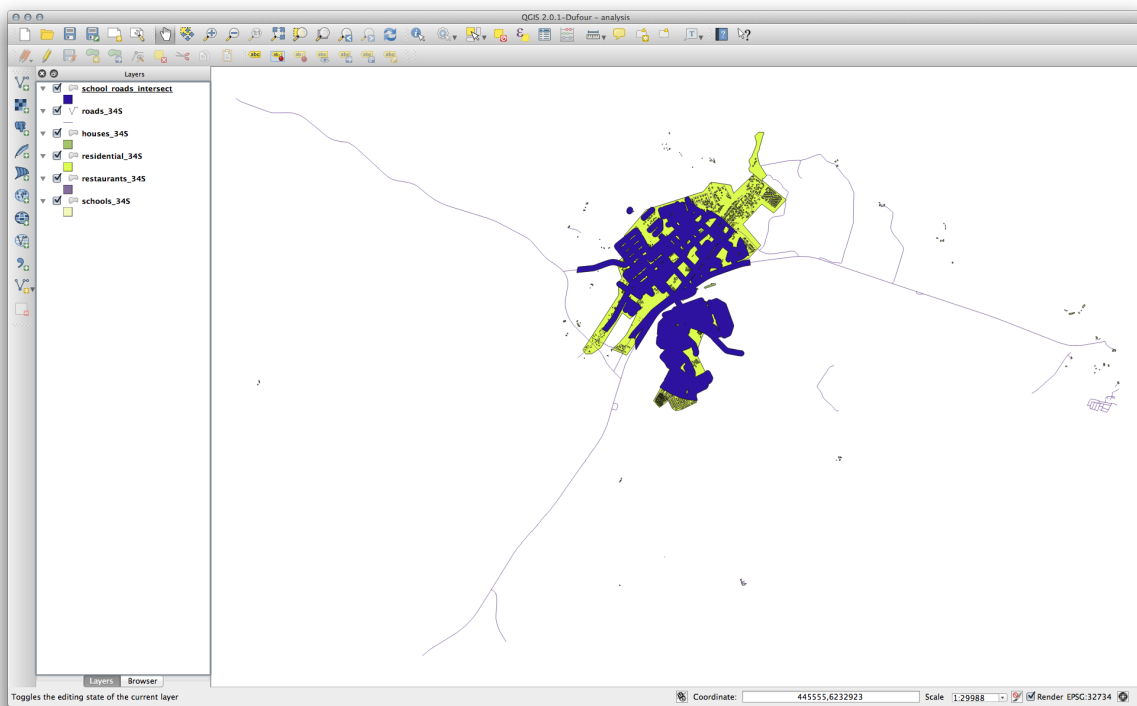 QGIS 2.0.1-Dufour - analysis
Layers
school_roads_intersect
roads_34S
houses_34S
residential_34S
restaurants_34S
schools_34S
Layers
Browser
Toggles the editing state of the current layer
Coordinate:
445555,6232923
Scale
1:29988
Render
EPSG:32734